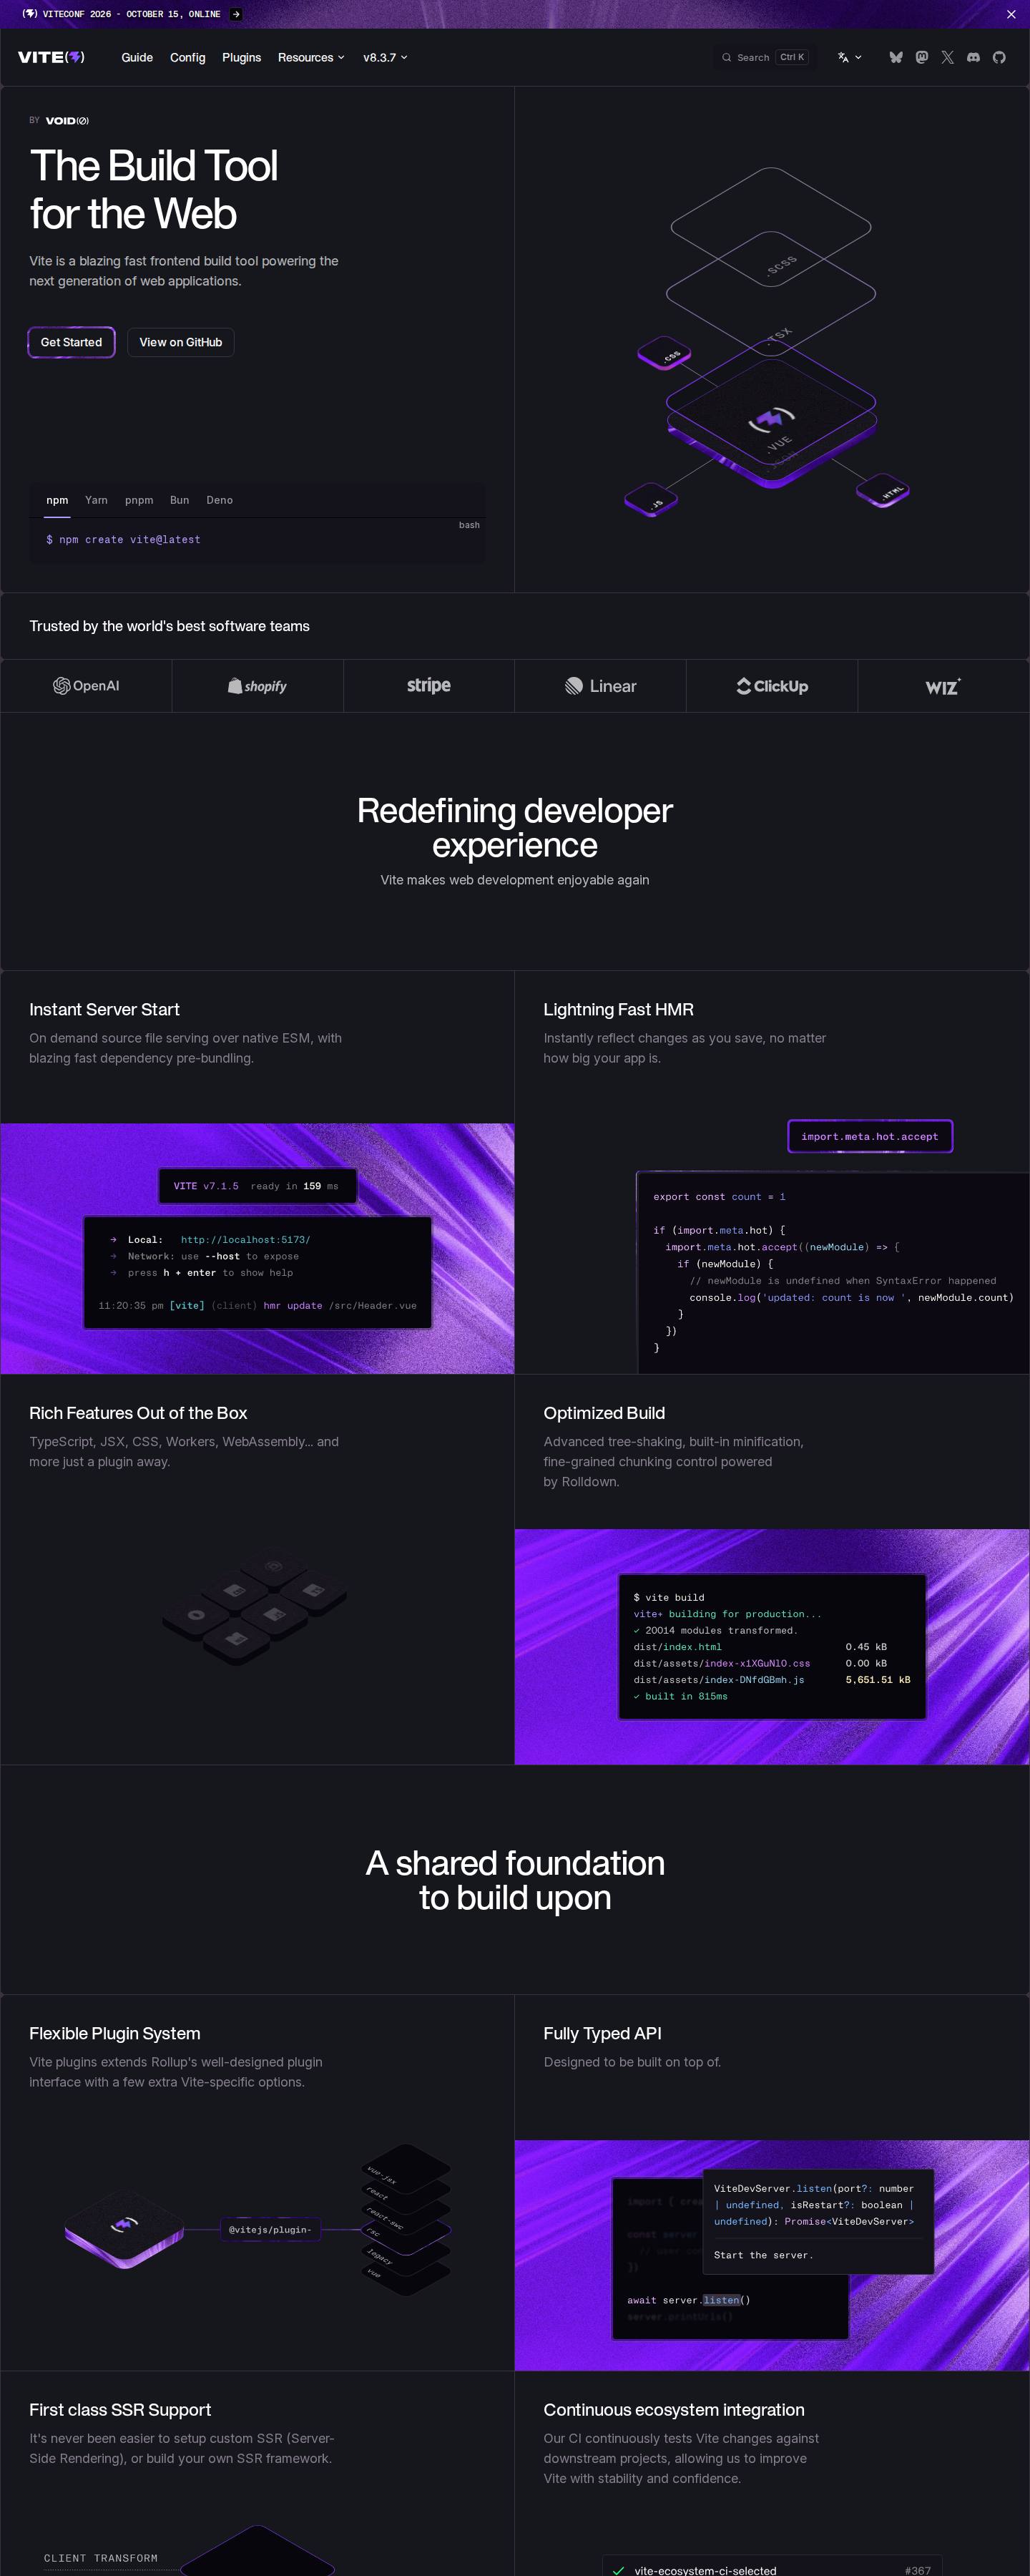 VITECONF 2026 - OCTOBER 15, ONLINE
VITE
Guide
Config
Plugins
Resources
v8.3.7
Search
Ctrl K
BY VOID(0)
The Build Tool
for the Web
Vite is a blazing fast frontend build tool powering the
next generation of web applications.
Get Started
View on GitHub
.SCSS
.TSX
.CSS
.VUE
.JS
.HTML
npm
Yarn
pnpm
Bun
Deno
bash
$ npm create vite@latest
Trusted by the world's best software teams
OpenAI
shopify
stripe
Linear
ClickUp
WIZ
Redefining developer
experience
Vite makes web development enjoyable again
Instant Server Start
On demand source file serving over native ESM, with
blazing fast dependency pre-bundling.
VITE v7.1.5 ready in 159 ms
→ Local: http://localhost:5173/
→ Network: use --host to expose
→ press h + enter to show help
11:20:35 pm [vite] (client) hmr update /src/Header.vue
Lightning Fast HMR
Instantly reflect changes as you save, no matter
how big your app is.
import.meta.hot.accept
export const count = 1
if (import.meta.hot) {
import.meta.hot.accept((newModule) => {
if (newModule) {
// newModule is undefined when SyntaxError happened
console.log('updated: count is now ', newModule.count)
}
})
}
Rich Features Out of the Box
TypeScript, JSX, CSS, Workers, WebAssembly... and
more just a plugin away.
Optimized Build
Advanced tree-shaking, built-in minification,
fine-grained chunking control powered
by Rolldown.
$ vite build
vite+ building for production...
✓ 20014 modules transformed.
dist/index.html 0.45 kB
dist/assets/index-x1XGuNlO.css 0.00 kB
dist/assets/index-DNfdGBmh.js 5,651.51 kB
✓ built in 815ms
A shared foundation
to build upon
Flexible Plugin System
Vite plugins extends Rollup's well-designed plugin
interface with a few extra Vite-specific options.
@vitejs/plugin-
vue-jsx
react
react-swc
rsc
legacy
vue
Fully Typed API
Designed to be built on top of.
ViteDevServer.listen(port?: number
| undefined, isRestart?: boolean |
undefined): Promise<ViteDevServer>
Start the server.
const server
})
await server.listen()
server.printUrls()
First class SSR Support
It's never been easier to setup custom SSR (Server-
Side Rendering), or build your own SSR framework.
CLIENT TRANSFORM
Continuous ecosystem integration
Our CI continuously tests Vite changes against
downstream projects, allowing us to improve
Vite with stability and confidence.
vite-ecosystem-ci-selected
#367